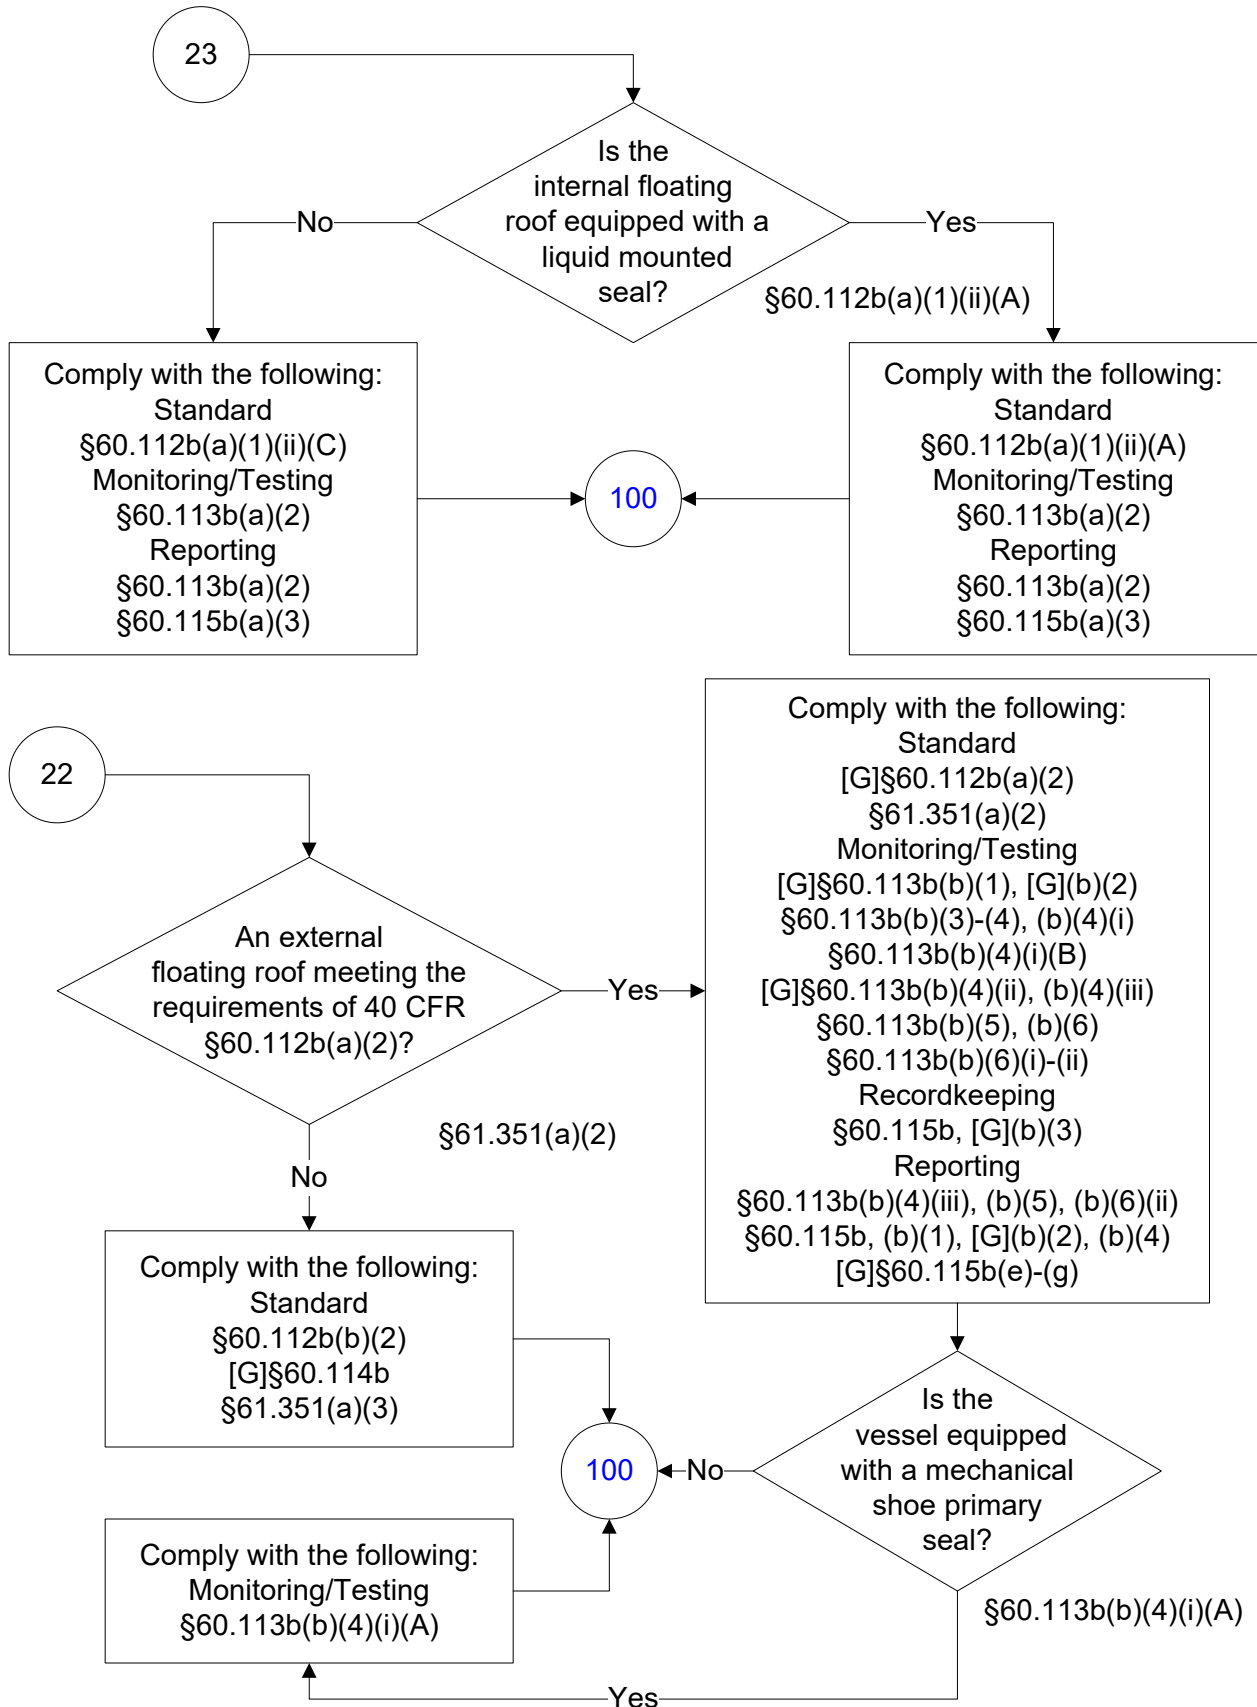 23
Is the
internal floating
roof equipped with a
liquid mounted
seal?
No
Yes
§60.112b(a)(1)(ii)(A)
Comply with the following:
Standard
§60.112b(a)(1)(ii)(C)
Monitoring/Testing
§60.113b(a)(2)
Reporting
§60.113b(a)(2)
§60.115b(a)(3)
100
Comply with the following:
Standard
§60.112b(a)(1)(ii)(A)
Monitoring/Testing
§60.113b(a)(2)
Reporting
§60.113b(a)(2)
§60.115b(a)(3)
22
An external
floating roof meeting the
requirements of 40 CFR
§60.112b(a)(2)?
Yes
§61.351(a)(2)
No
Comply with the following:
Standard
[G]§60.112b(a)(2)
§61.351(a)(2)
Monitoring/Testing
[G]§60.113b(b)(1), [G](b)(2)
§60.113b(b)(3)-(4), (b)(4)(i)
§60.113b(b)(4)(i)(B)
[G]§60.113b(b)(4)(ii), (b)(4)(iii)
§60.113b(b)(5), (b)(6)
§60.113b(b)(6)(i)-(ii)
Recordkeeping
§60.115b, [G](b)(3)
Reporting
§60.113b(b)(4)(iii), (b)(5), (b)(6)(ii)
§60.115b, (b)(1), [G](b)(2), (b)(4)
[G]§60.115b(e)-(g)
Comply with the following:
Standard
§60.112b(b)(2)
[G]§60.114b
§61.351(a)(3)
100
No
Is the
vessel equipped
with a mechanical
shoe primary
seal?
§60.113b(b)(4)(i)(A)
Comply with the following:
Monitoring/Testing
§60.113b(b)(4)(i)(A)
Yes